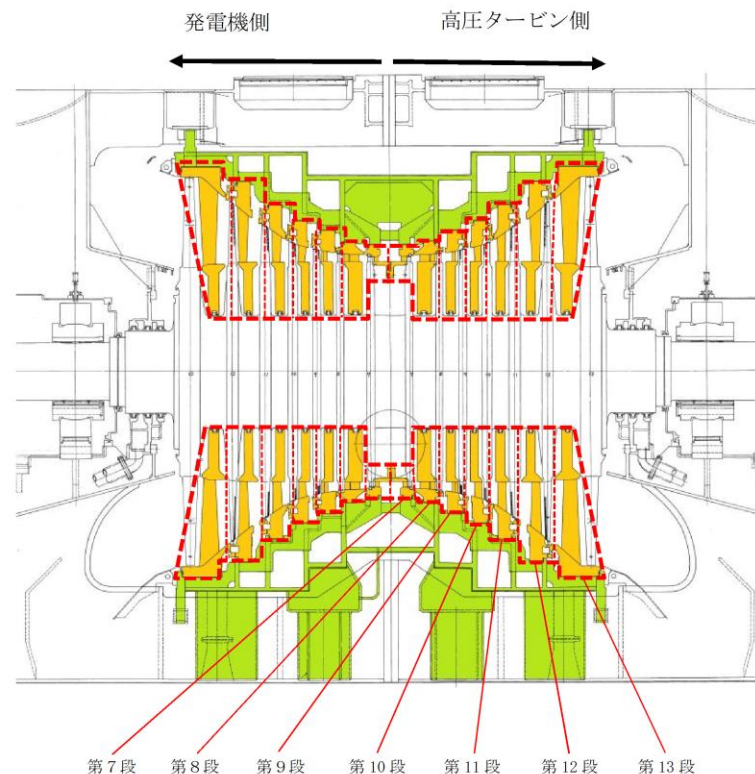 発電機側
高圧タービン側
第7段
第8段
第9段
第10段
第11段
第12段
第13段